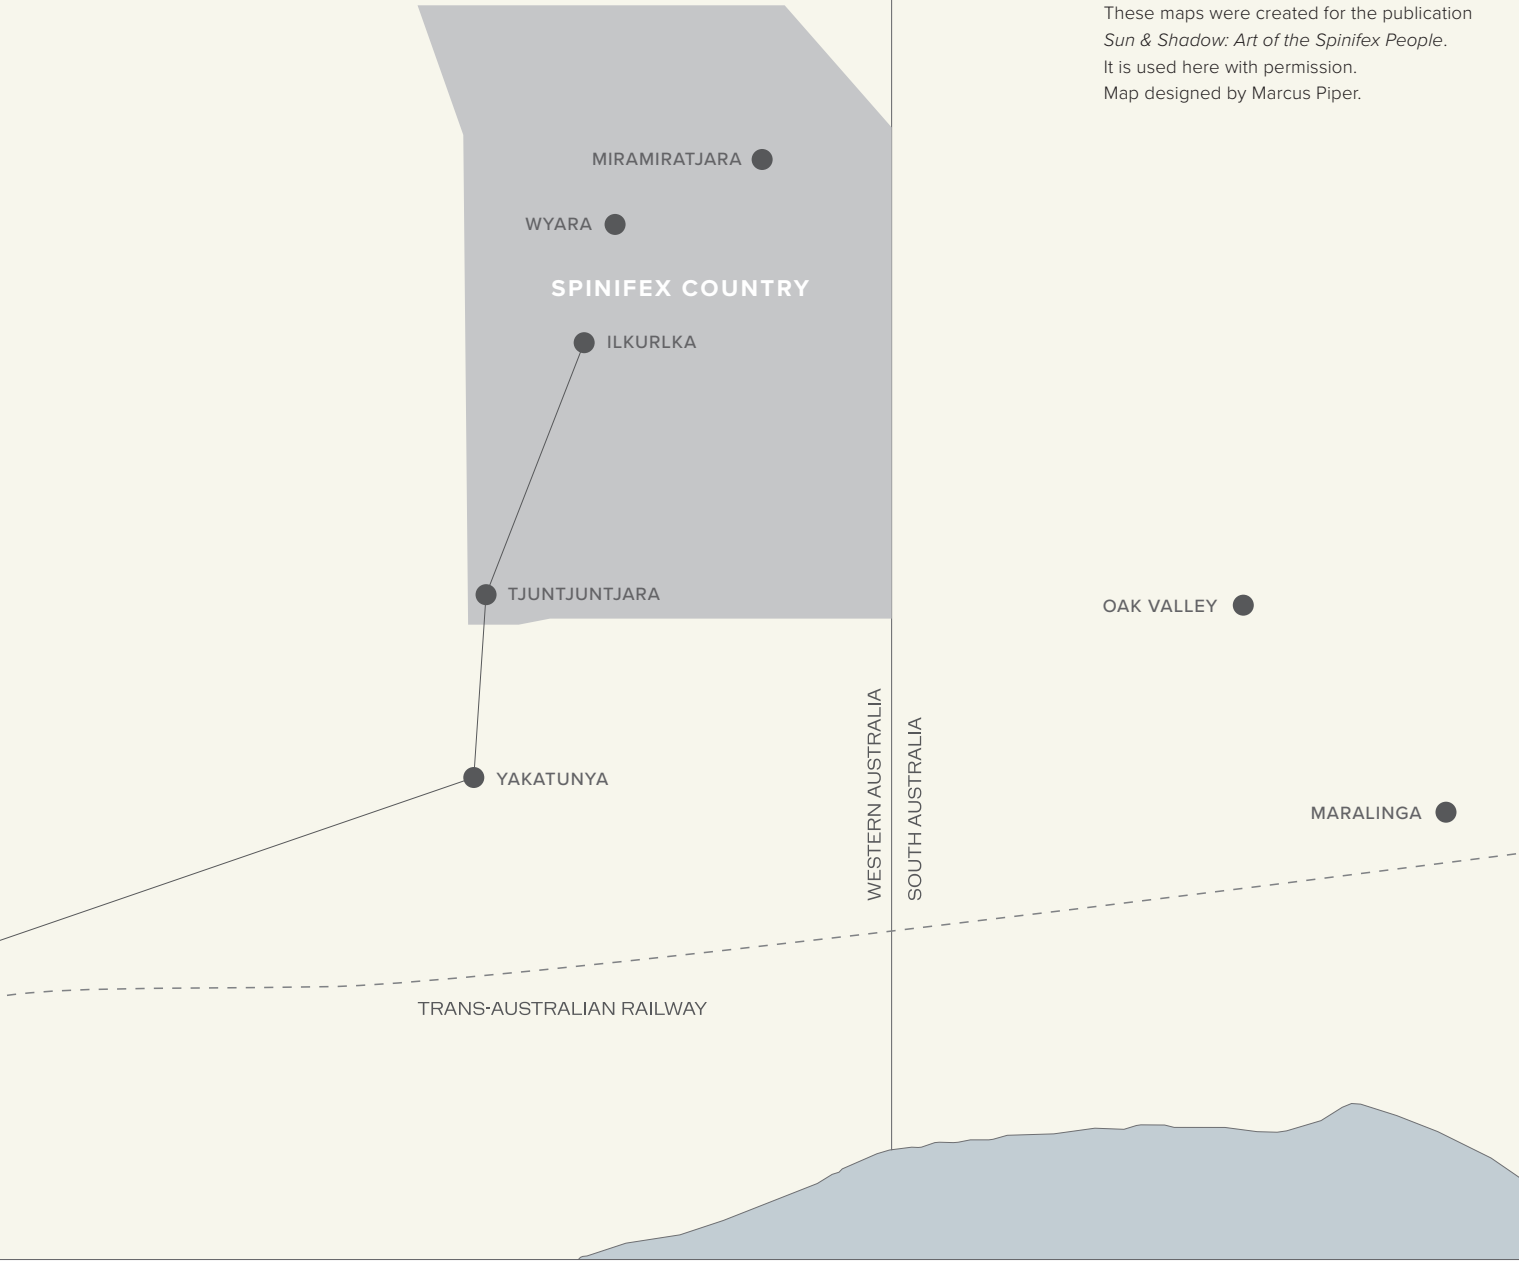 These maps were created for the publication
Sun & Shadow: Art of the Spinifex People.
It is used here with permission.
Map designed by Marcus Piper.
MIRAMIRATJARA
WYARA
SPINIFEX COUNTRY
ILKURLKA
TJUNTJUNTJARA
OAK VALLEY
WESTERN AUSTRALIA
SOUTH AUSTRALIA
YAKATUNYA
MARALINGA
TRANS-AUSTRALIAN RAILWAY